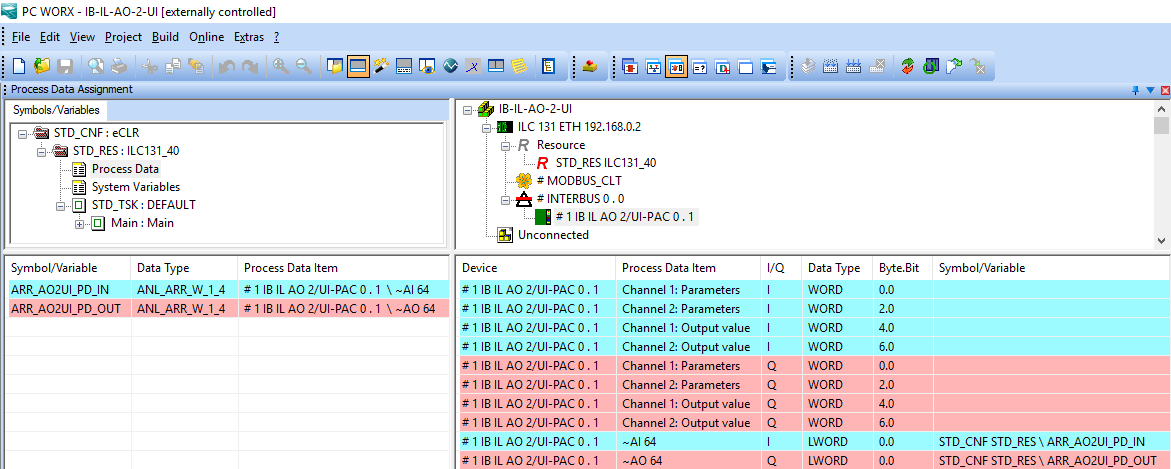 PC WORX - IB-IL-AO-2-UI [externally controlled]
File Edit View Project Build Online Extras ?
Process Data Assignment
Symbols/Variables
STD_CNF : eCLR
STD_RES : ILC131_40
Process Data
System Variables
STD_TSK : DEFAULT
Main : Main
IB-IL-AO-2-UI
ILC 131 ETH 192.168.0.2
R Resource
R STD_RES ILC131_40
# MODBUS_CLT
# INTERBUS 0 . 0
# 1 IB IL AO 2/UI-PAC 0 . 1
Unconnected
Symbol/Variable Data Type Process Data Item
ARR_AO2UI_PD_IN ANL_ARR_W_1_4 # 1 IB IL AO 2/UI-PAC 0 . 1 \ ~AI 64
ARR_AO2UI_PD_OUT ANL_ARR_W_1_4 # 1 IB IL AO 2/UI-PAC 0 . 1 \ ~AO 64
Device Process Data Item I/Q Data Type Byte.Bit Symbol/Variable
# 1 IB IL AO 2/UI-PAC 0 . 1 Channel 1: Parameters I WORD 0.0
# 1 IB IL AO 2/UI-PAC 0 . 1 Channel 2: Parameters I WORD 2.0
# 1 IB IL AO 2/UI-PAC 0 . 1 Channel 1: Output value I WORD 4.0
# 1 IB IL AO 2/UI-PAC 0 . 1 Channel 2: Output value I WORD 6.0
# 1 IB IL AO 2/UI-PAC 0 . 1 Channel 1: Parameters Q WORD 0.0
# 1 IB IL AO 2/UI-PAC 0 . 1 Channel 2: Parameters Q WORD 2.0
# 1 IB IL AO 2/UI-PAC 0 . 1 Channel 1: Output value Q WORD 4.0
# 1 IB IL AO 2/UI-PAC 0 . 1 Channel 2: Output value Q WORD 6.0
# 1 IB IL AO 2/UI-PAC 0 . 1 ~AI 64 I LWORD 0.0 STD_CNF STD_RES \ ARR_AO2UI_PD_IN
# 1 IB IL AO 2/UI-PAC 0 . 1 ~AO 64 Q LWORD 0.0 STD_CNF STD_RES \ ARR_AO2UI_PD_OUT